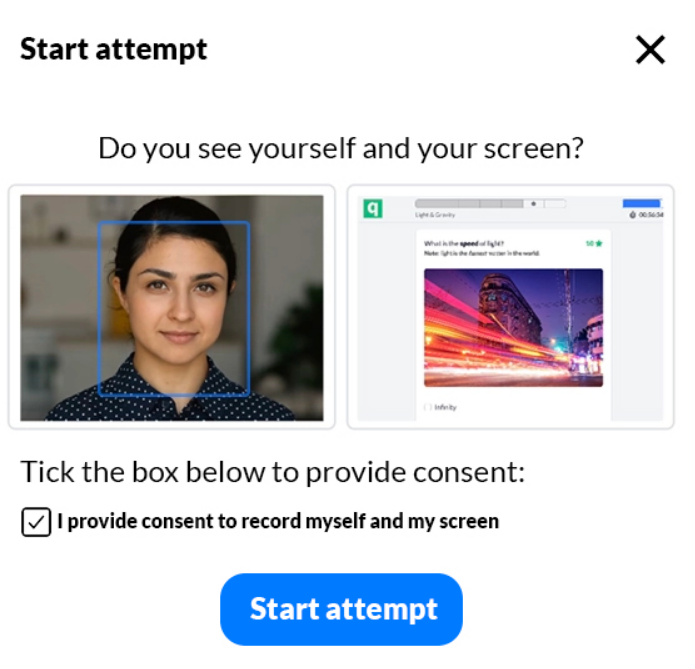 Start attempt
Do you see yourself and your screen?
q
Light & Gravity
00:56:54
What is the speed of light?
50
Note: light is the fastest matter in the world.
Infinity
Tick the box below to provide consent:
I provide consent to record myself and my screen
Start attempt